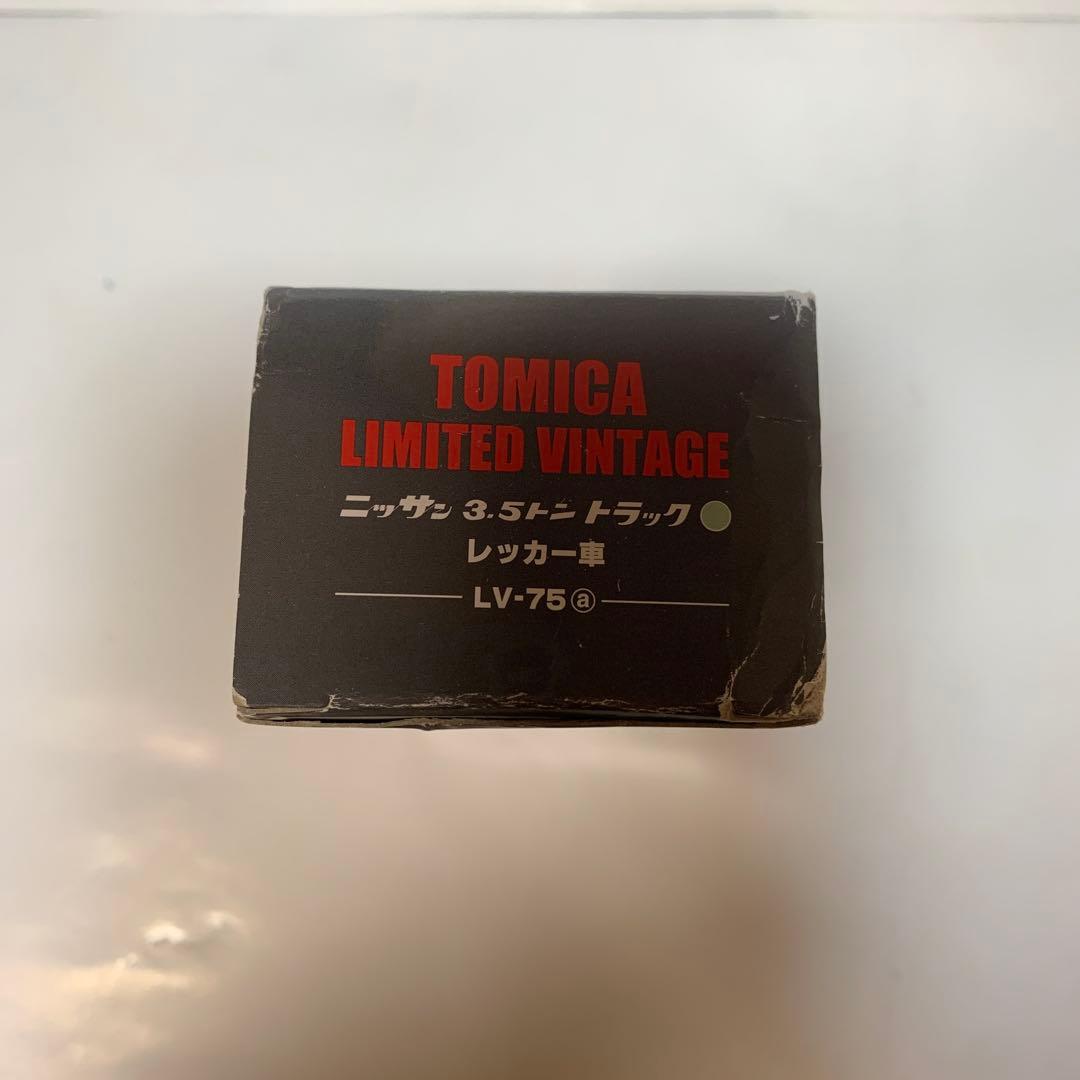 TOMICA
LIMITED VINTAGE
ニッサン 3.5トン トラック
レッカー車
LV-75ⓐ